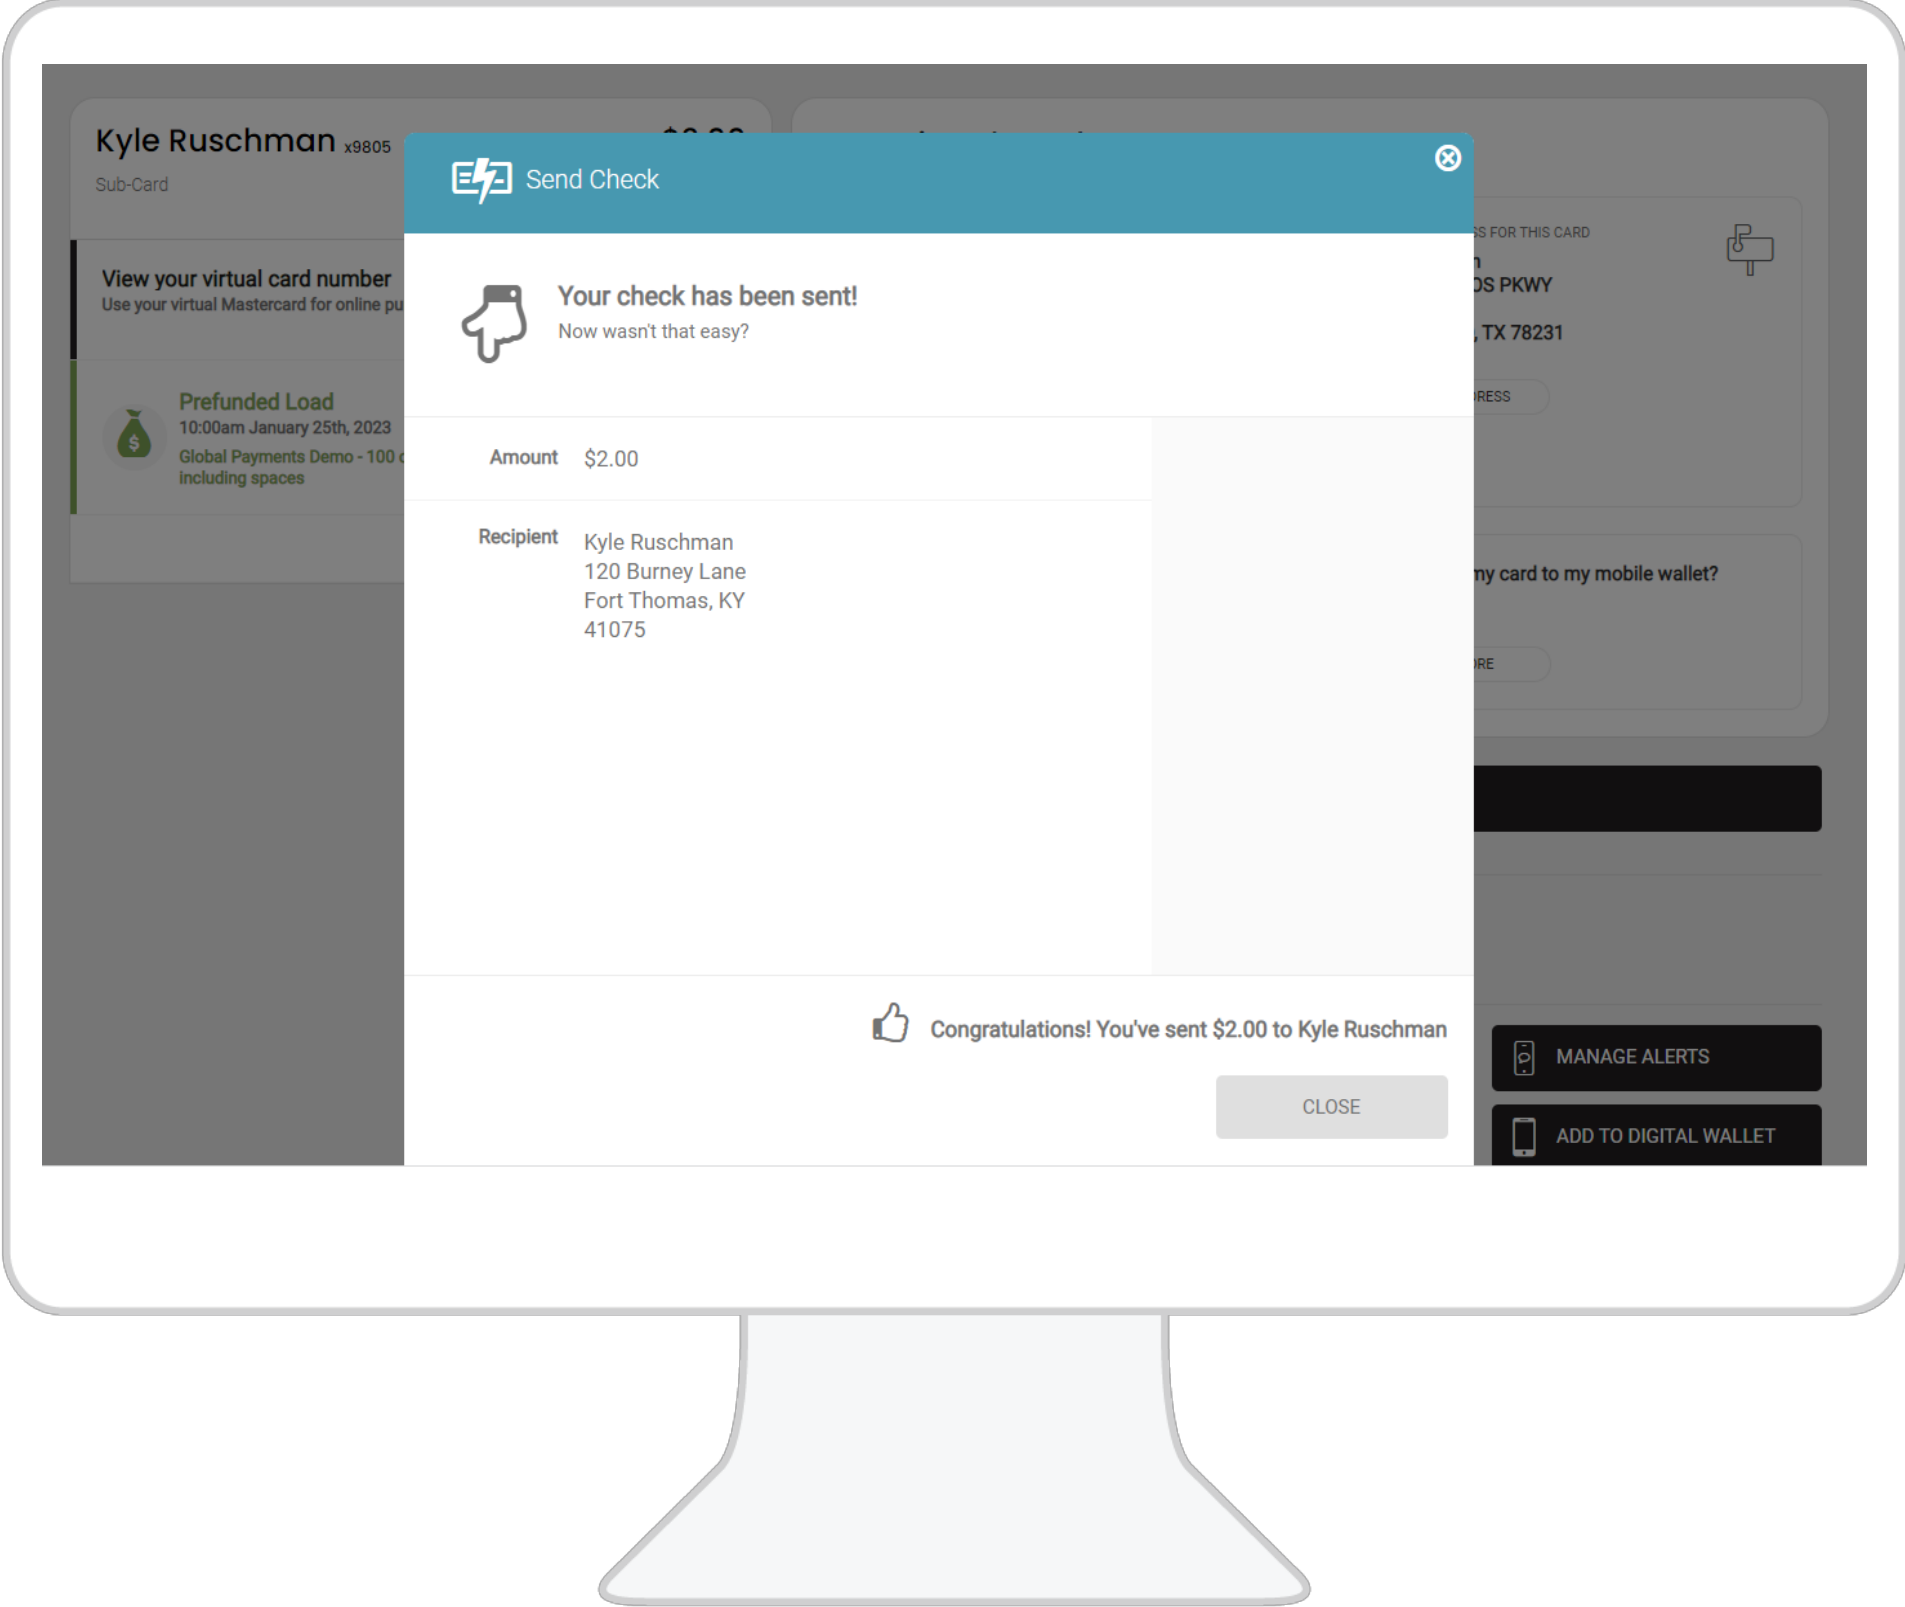 Kyle Ruschman x9805
Sub-Card
View your virtual card number
Use your virtual Mastercard for online
Prefunded Load
10:00am January 25th, 2023
Global Payments Demo - 100
including spaces
Send Check
Your check has been sent!
Now wasn't that easy?
Amount $2.00
Recipient Kyle Ruschman
120 Burney Lane
Fort Thomas, KY
41075
Congratulations! You've sent $2.00 to Kyle Ruschman
CLOSE
FOR THIS CARD
PKWY
, TX 78231
my card to my mobile wallet?
MANAGE ALERTS
ADD TO DIGITAL WALLET